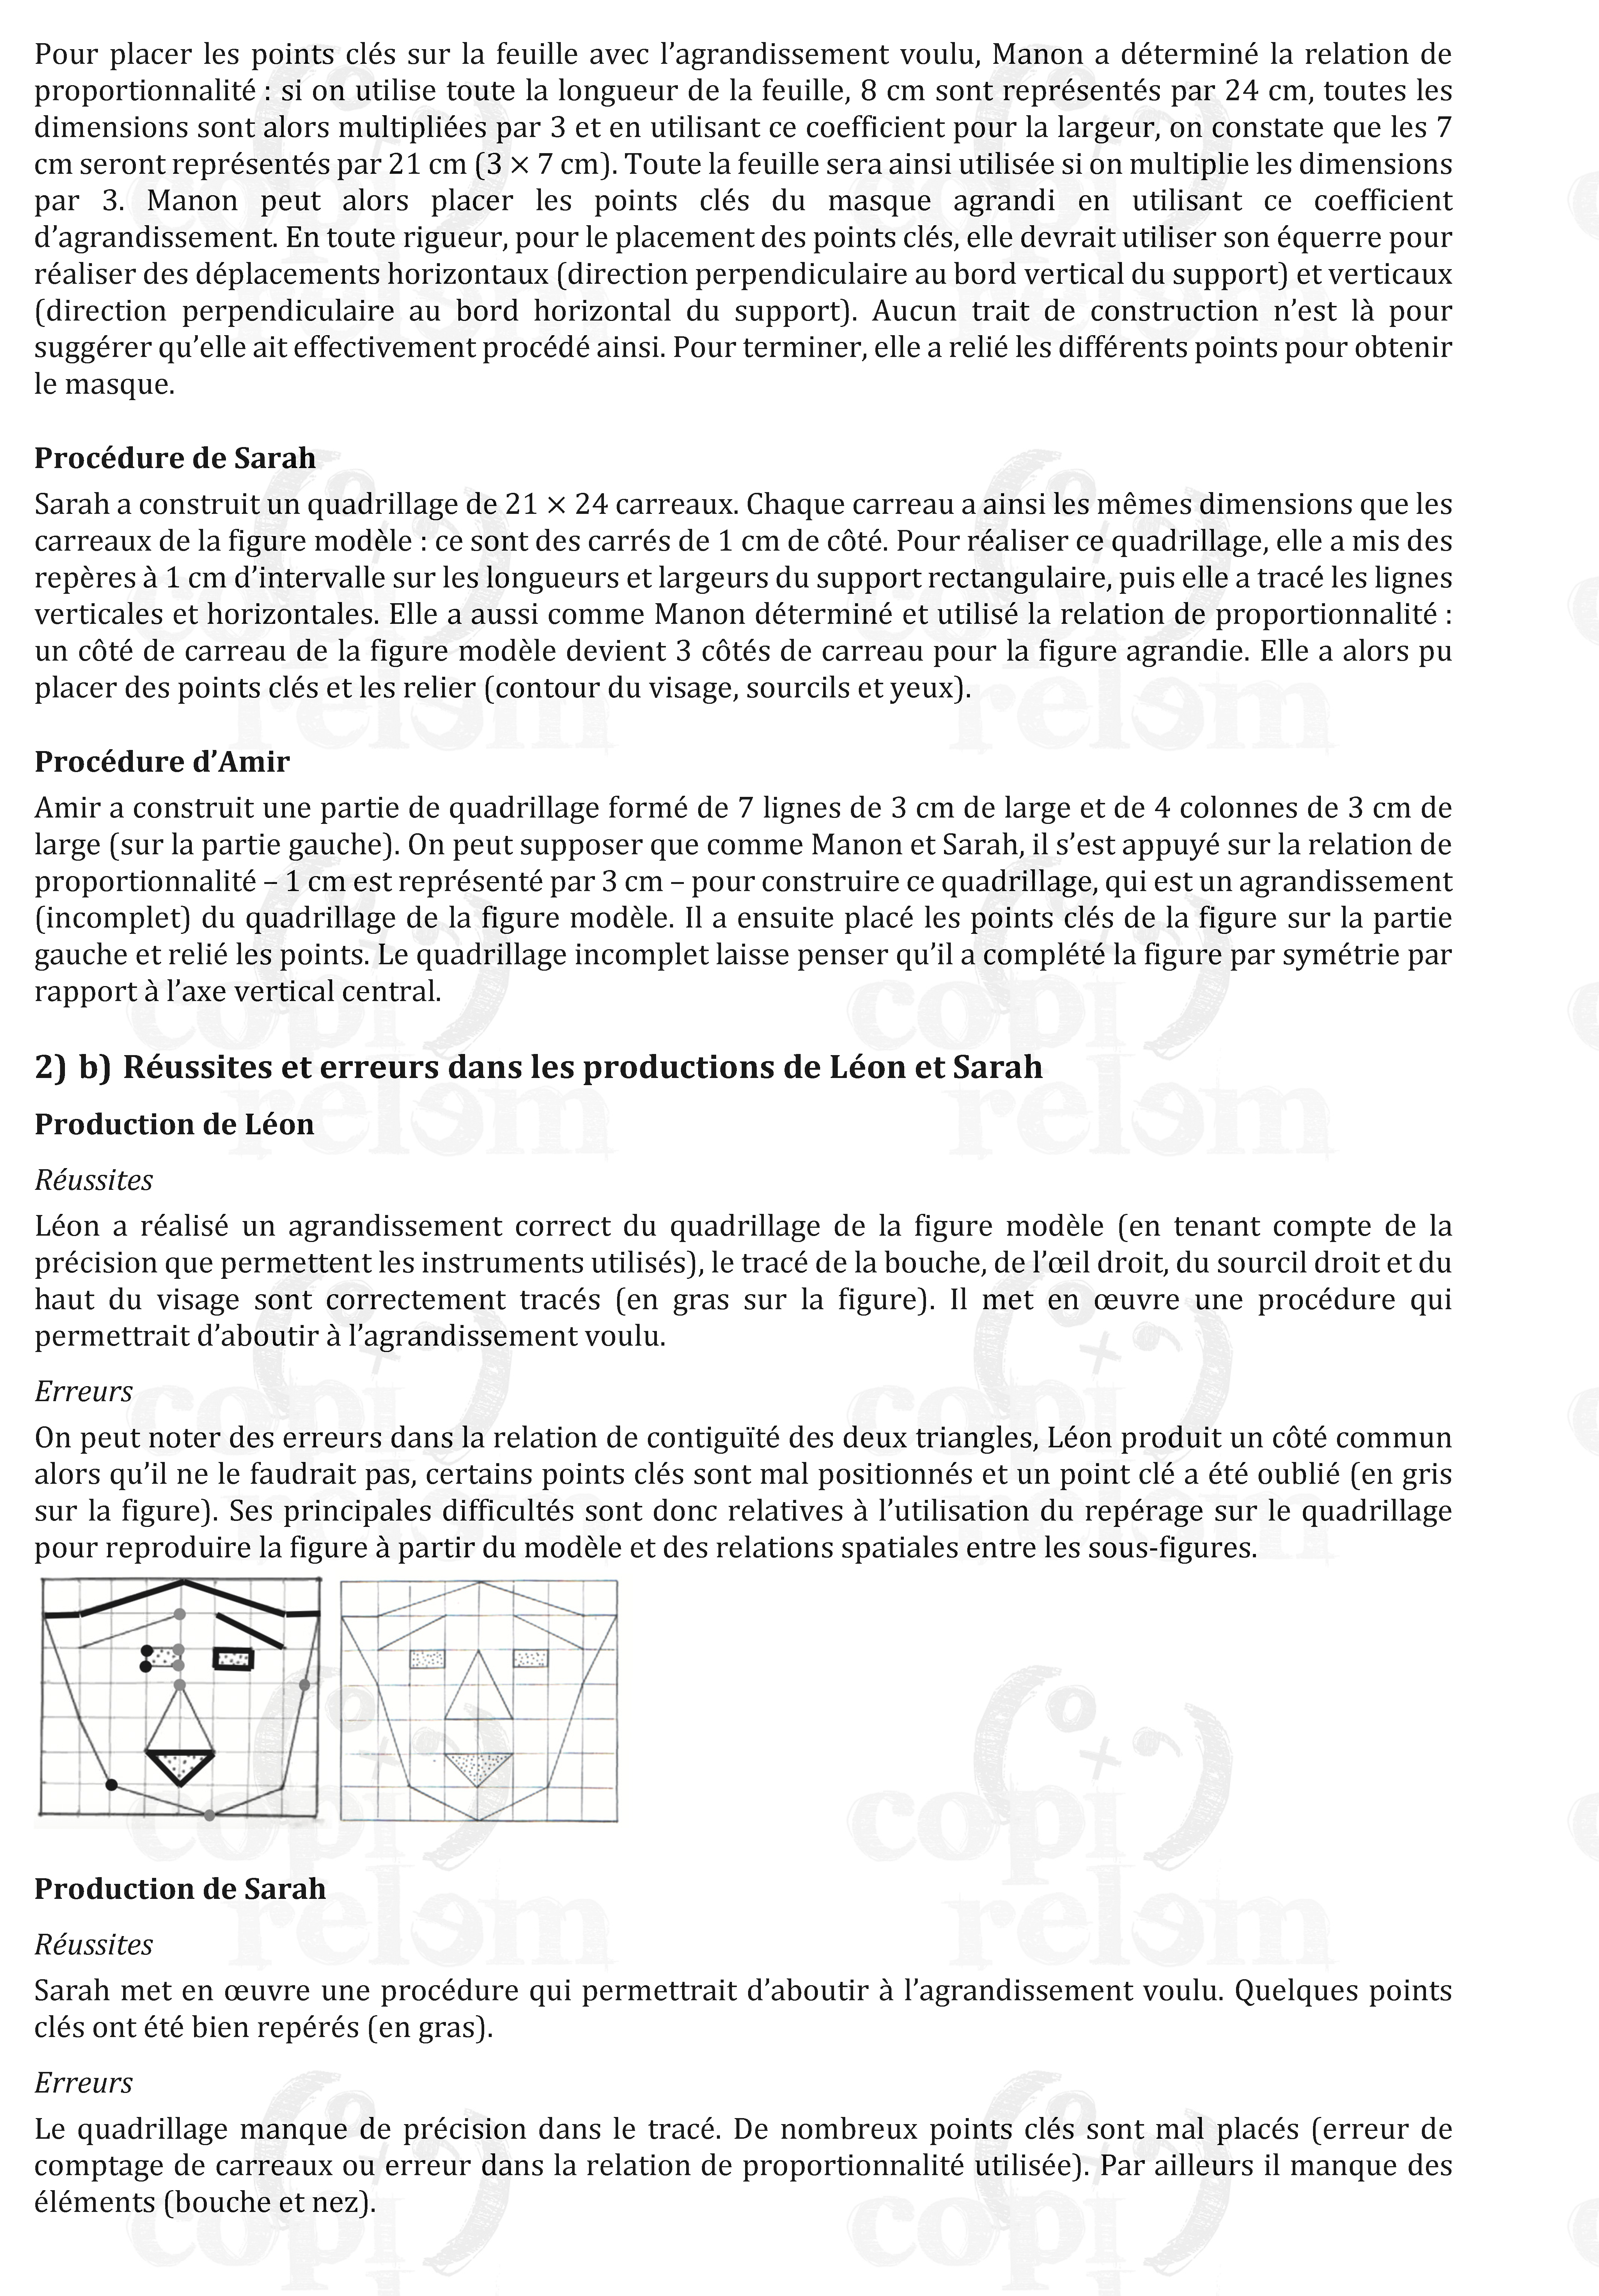 Pour placer les points clés sur la feuille avec l’agrandissement voulu, Manon a déterminé la relation de
proportionnalité : si on utilise toute la longueur de la feuille, 8 cm sont représentés par 24 cm, toutes les
dimensions sont alors multipliées par 3 et en utilisant ce coefficient pour la largeur, on constate que les 7
cm seront représentés par 21 cm (3 × 7 cm). Toute la feuille sera ainsi utilisée si on multiplie les dimensions
par 3. Manon peut alors placer les points clés du masque agrandi en utilisant ce coefficient
d’agrandissement. En toute rigueur, pour le placement des points clés, elle devrait utiliser son équerre pour
réaliser des déplacements horizontaux (direction perpendiculaire au bord vertical du support) et verticaux
(direction perpendiculaire au bord horizontal du support). Aucun trait de construction n’est là pour
suggérer qu’elle ait effectivement procédé ainsi. Pour terminer, elle a relié les différents points pour obtenir
le masque.
Procédure de Sarah
Sarah a construit un quadrillage de 21 × 24 carreaux. Chaque carreau a ainsi les mêmes dimensions que les
carreaux de la figure modèle : ce sont des carrés de 1 cm de côté. Pour réaliser ce quadrillage, elle a mis des
repères à 1 cm d’intervalle sur les longueurs et largeurs du support rectangulaire, puis elle a tracé les lignes
verticales et horizontales. Elle a aussi comme Manon déterminé et utilisé la relation de proportionnalité :
un côté de carreau de la figure modèle devient 3 côtés de carreau pour la figure agrandie. Elle a alors pu
placer des points clés et les relier (contour du visage, sourcils et yeux).
Procédure d’Amir
Amir a construit une partie de quadrillage formé de 7 lignes de 3 cm de large et de 4 colonnes de 3 cm de
large (sur la partie gauche). On peut supposer que comme Manon et Sarah, il s’est appuyé sur la relation de
proportionnalité – 1 cm est représenté par 3 cm – pour construire ce quadrillage, qui est un agrandissement
(incomplet) du quadrillage de la figure modèle. Il a ensuite placé les points clés de la figure sur la partie
gauche et relié les points. Le quadrillage incomplet laisse penser qu’il a complété la figure par symétrie par
rapport à l’axe vertical central.
2) b) Réussites et erreurs dans les productions de Léon et Sarah
Production de Léon
Réussites
Léon a réalisé un agrandissement correct du quadrillage de la figure modèle (en tenant compte de la
précision que permettent les instruments utilisés), le tracé de la bouche, de l’œil droit, du sourcil droit et du
haut du visage sont correctement tracés (en gras sur la figure). Il met en œuvre une procédure qui
permettrait d’aboutir à l’agrandissement voulu.
Erreurs
On peut noter des erreurs dans la relation de contiguïté des deux triangles, Léon produit un côté commun
alors qu’il ne le faudrait pas, certains points clés sont mal positionnés et un point clé a été oublié (en gris
sur la figure). Ses principales difficultés sont donc relatives à l’utilisation du repérage sur le quadrillage
pour reproduire la figure à partir du modèle et des relations spatiales entre les sous-figures.
Production de Sarah
Réussites
Sarah met en œuvre une procédure qui permettrait d’aboutir à l’agrandissement voulu. Quelques points
clés ont été bien repérés (en gras).
Erreurs
Le quadrillage manque de précision dans le tracé. De nombreux points clés sont mal placés (erreur de
comptage de carreaux ou erreur dans la relation de proportionnalité utilisée). Par ailleurs il manque des
éléments (bouche et nez).